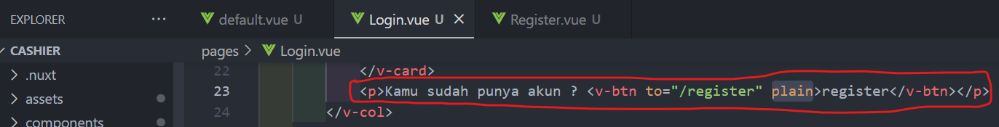 EXPLORER ··· default.vue U Login.vue U × Register.vue U
CASHIER pages > Login.vue
> .nuxt 22 </v-card>
> assets 23 <p>Kamu sudah punya akun ? <v-btn to="/register" plain>register</v-btn></p>
> components 24 </v-col>